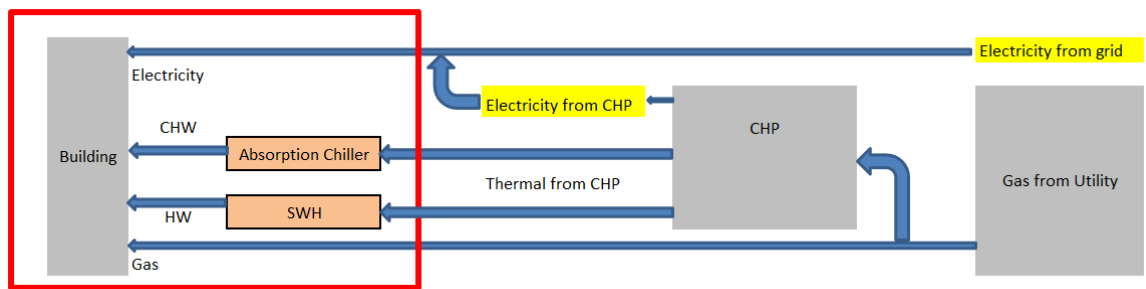 Electricity from grid
Electricity
Electricity from CHP
CHW
CHP
Building
Absorption Chiller
Thermal from CHP
Gas from Utility
SWH
HW
Gas